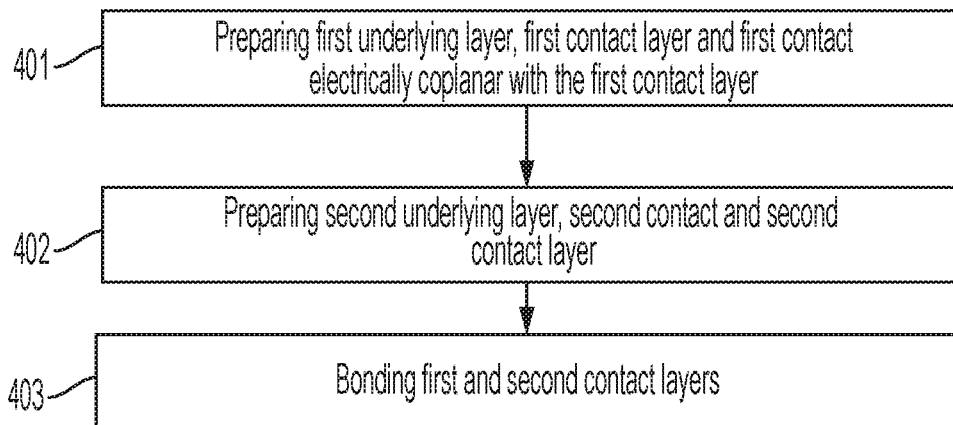 401
Preparing first underlying layer, first contact layer and first contact
electrically coplanar with the first contact layer
402
Preparing second underlying layer, second contact and second
contact layer
403
Bonding first and second contact layers